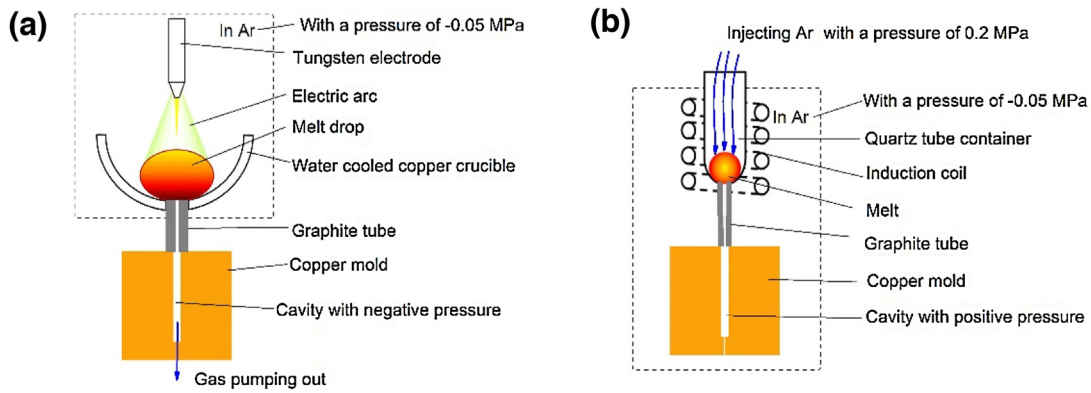 (a)
In Ar
With a pressure of -0.05 MPa
Tungsten electrode
Electric arc
Melt drop
Water cooled copper crucible
Graphite tube
Copper mold
Cavity with negative pressure
Gas pumping out
(b)
Injecting Ar with a pressure of 0.2 MPa
In Ar
With a pressure of -0.05 MPa
Quartz tube container
Induction coil
Melt
Graphite tube
Copper mold
Cavity with positive pressure